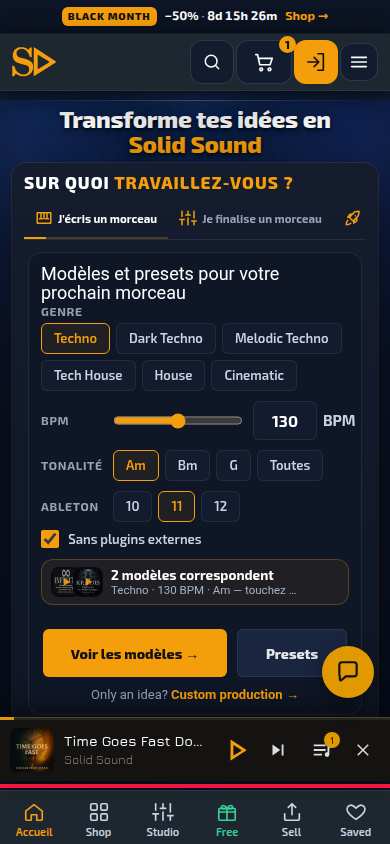 BLACK MONTH −50% · 8d 15h 26m Shop →
SD
1
Transforme tes idées en
Solid Sound
SUR QUOI TRAVAILLEZ-VOUS ?
J'écris un morceau Je finalise un morceau
Modèles et presets pour votre
prochain morceau
GENRE
Techno Dark Techno Melodic Techno
Tech House House Cinematic
BPM 130 BPM
TONALITÉ Am Bm G Toutes
ABLETON 10 11 12
Sans plugins externes
2 modèles correspondent
Techno · 130 BPM · Am — touchez ...
Voir les modèles → Presets
Only an idea? Custom production →
TIME GOES
FAST
Time Goes Fast Do...
Solid Sound
1
Accueil Shop Studio Free Sell Saved